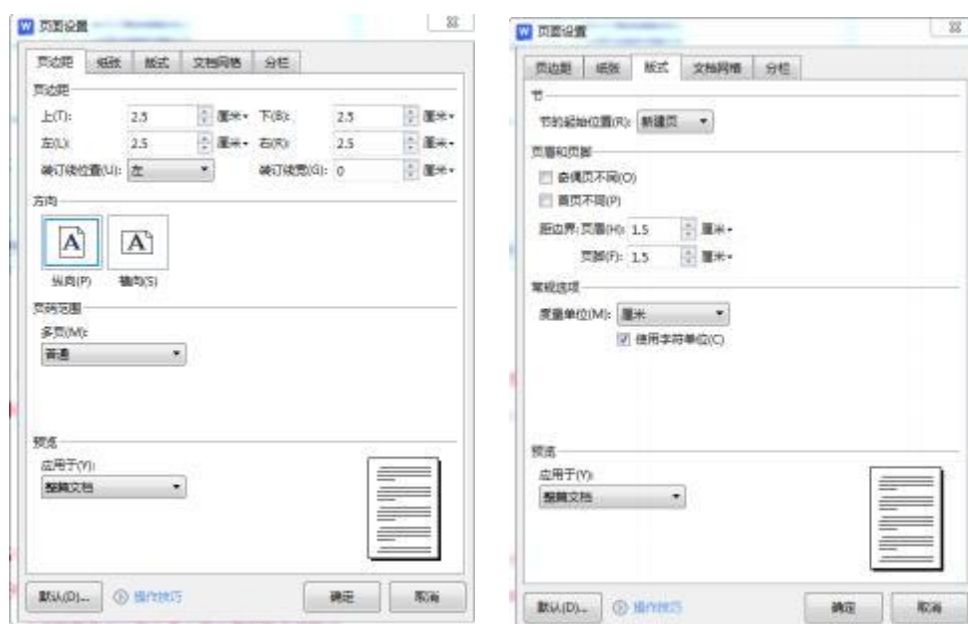 W 页面设置
页边距 纸张 版式 文档网格 分栏
页边距
上(T): 2.5 厘米 下(B): 2.5 厘米
左(L): 2.5 厘米 右(R): 2.5 厘米
装订线位置(U): 左 装订线宽(G): 0 厘米
方向
A A
纵向(P) 横向(S)
页码范围
多页(M):
普通
预览
应用于(Y):
整篇文档
默认(D)... 操作技巧 确定 取消
W 页面设置
页边距 纸张 版式 文档网格 分栏
节
节的起始位置(R): 新建页
页眉和页脚
奇偶页不同(O)
首页不同(P)
距边界: 页眉(H): 1.5 厘米
页脚(F): 1.5 厘米
常规选项
度量单位(M): 厘米
使用字符单位(C)
预览
应用于(Y):
整篇文档
默认(D)... 操作技巧 确定 取消